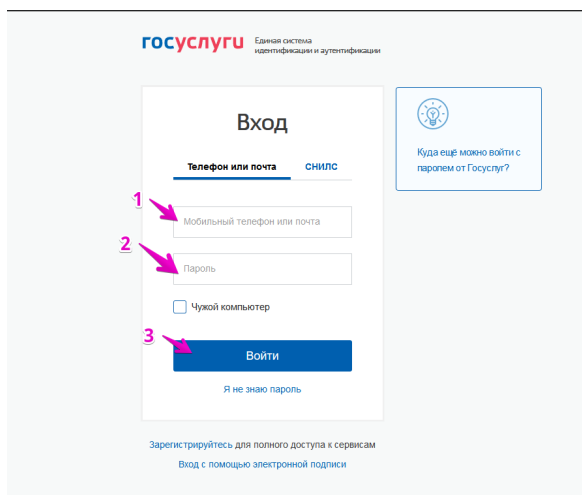 госуслуги Единая система
идентификации и аутентификации
Вход
Телефон или почта СНИЛС
1
Мобильный телефон или почта
2
Пароль
Чужой компьютер
3
Войти
Я не знаю пароль
Куда ещё можно войти с
паролем от Госуслуг?
Зарегистрируйтесь для полного доступа к сервисам
Вход с помощью электронной подписи